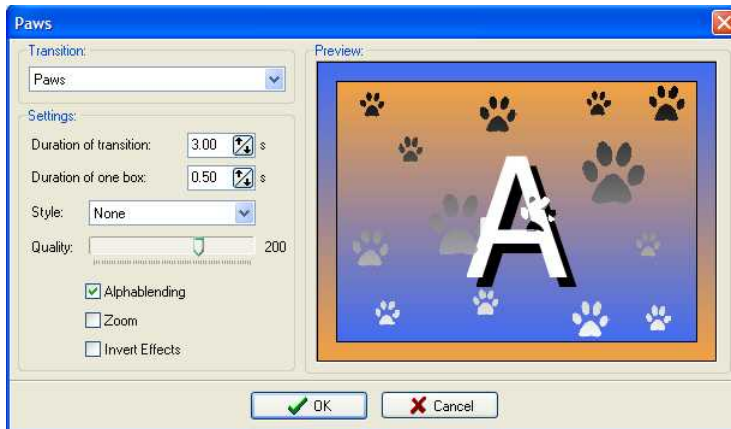 Paws
Transition:
Paws
Settings:
Duration of transition: 3.00 s
Duration of one box: 0.50 s
Style: None
Quality: 200
Alphablending
Zoom
Invert Effects
Preview:
A
OK Cancel